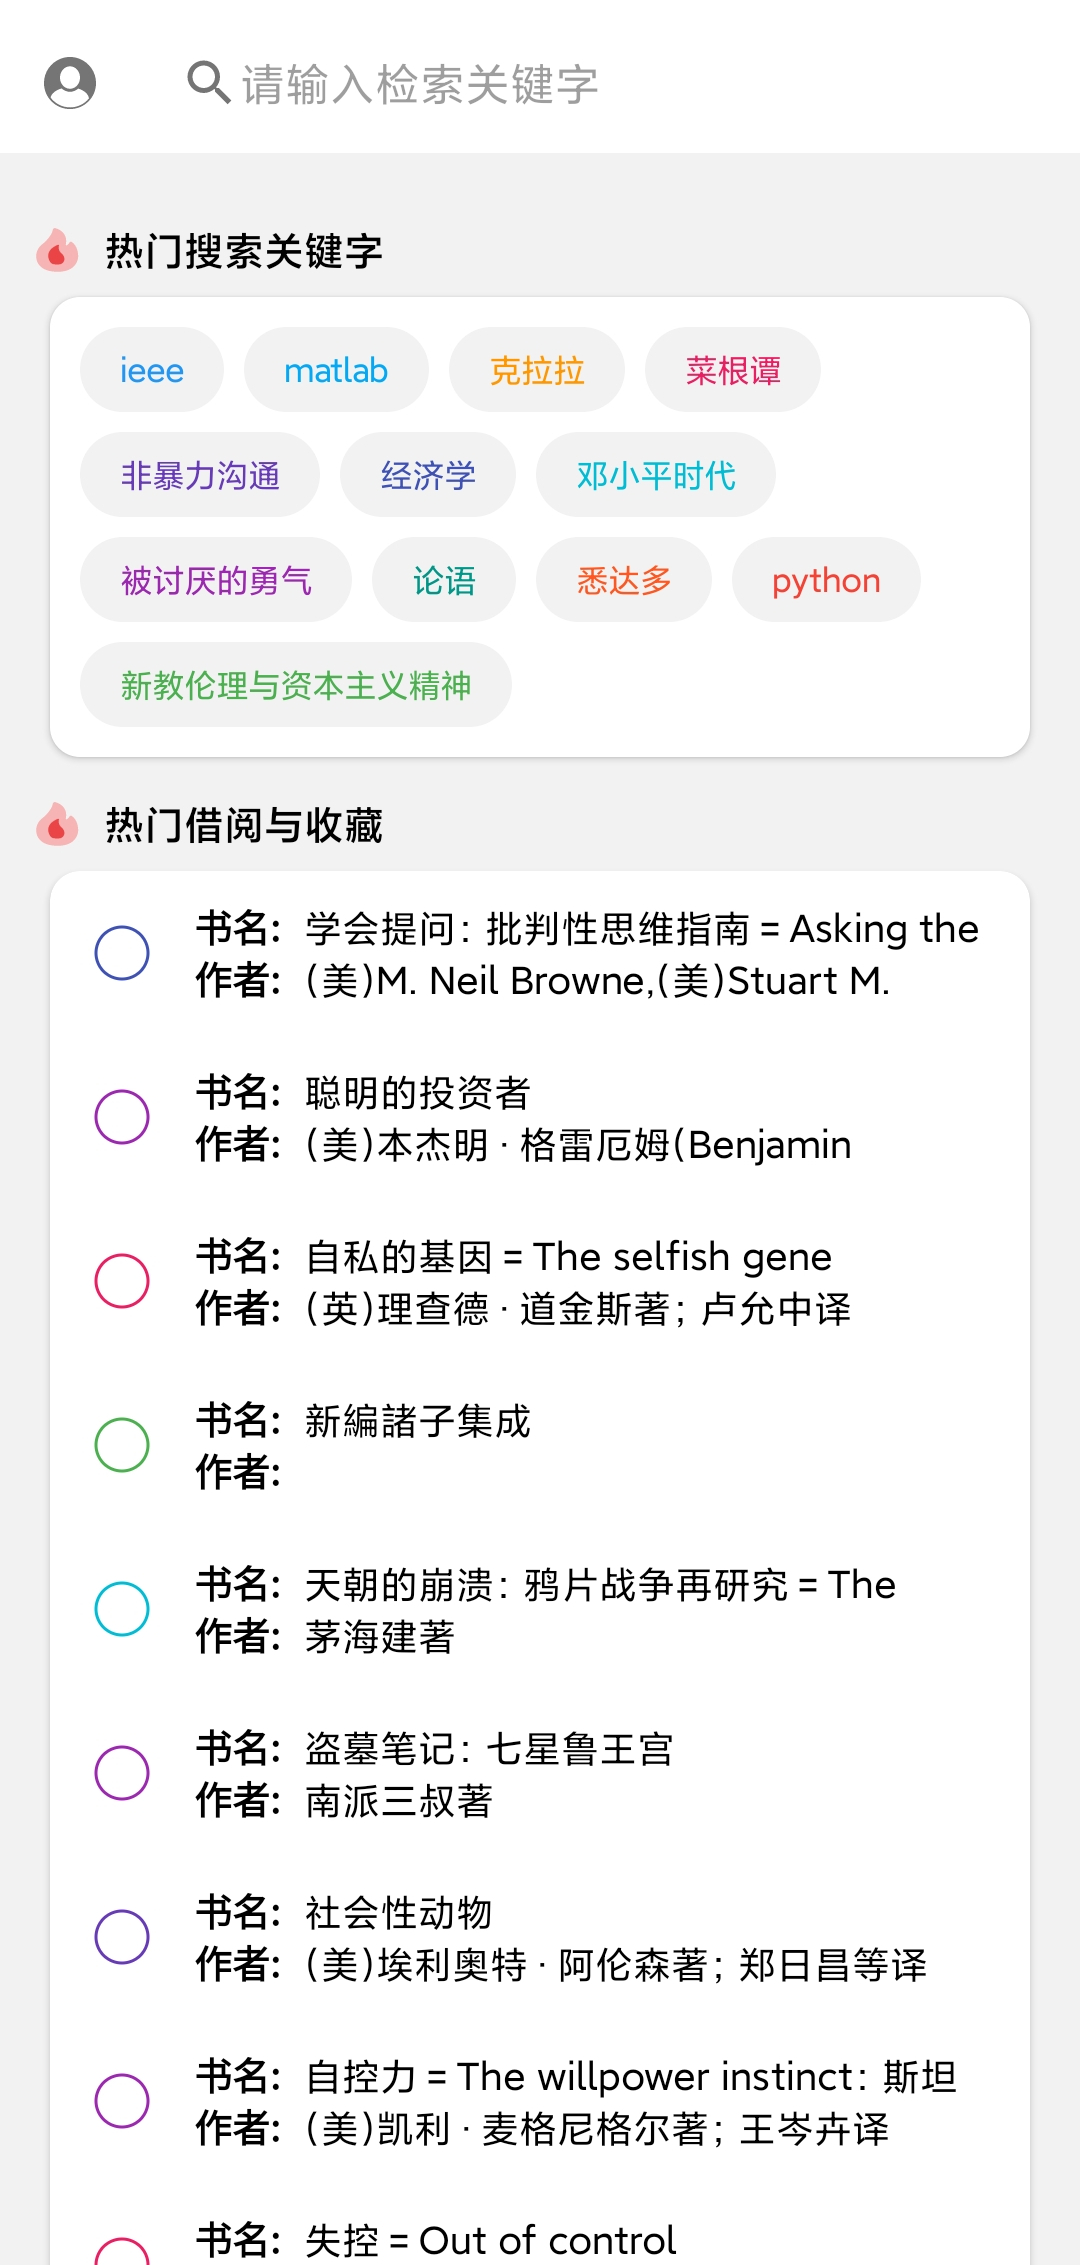 请输入检索关键字
热门搜索关键字
ieee matlab 克拉拉 菜根谭
非暴力沟通 经济学 邓小平时代
被讨厌的勇气 论语 悉达多 python
新教伦理与资本主义精神
热门借阅与收藏
书名: 学会提问: 批判性思维指南 = Asking the
作者: (美)M. Neil Browne,(美)Stuart M.
书名: 聪明的投资者
作者: (美)本杰明 · 格雷厄姆(Benjamin
书名: 自私的基因 = The selfish gene
作者: (英)理查德 · 道金斯著; 卢允中译
书名: 新編諸子集成
作者:
书名: 天朝的崩溃: 鸦片战争再研究 = The
作者: 茅海建著
书名: 盗墓笔记: 七星鲁王宫
作者: 南派三叔著
书名: 社会性动物
作者: (美)埃利奥特 · 阿伦森著; 郑日昌等译
书名: 自控力 = The willpower instinct: 斯坦
作者: (美)凯利 · 麦格尼格尔著; 王岑卉译
书名: 失控 = Out of control